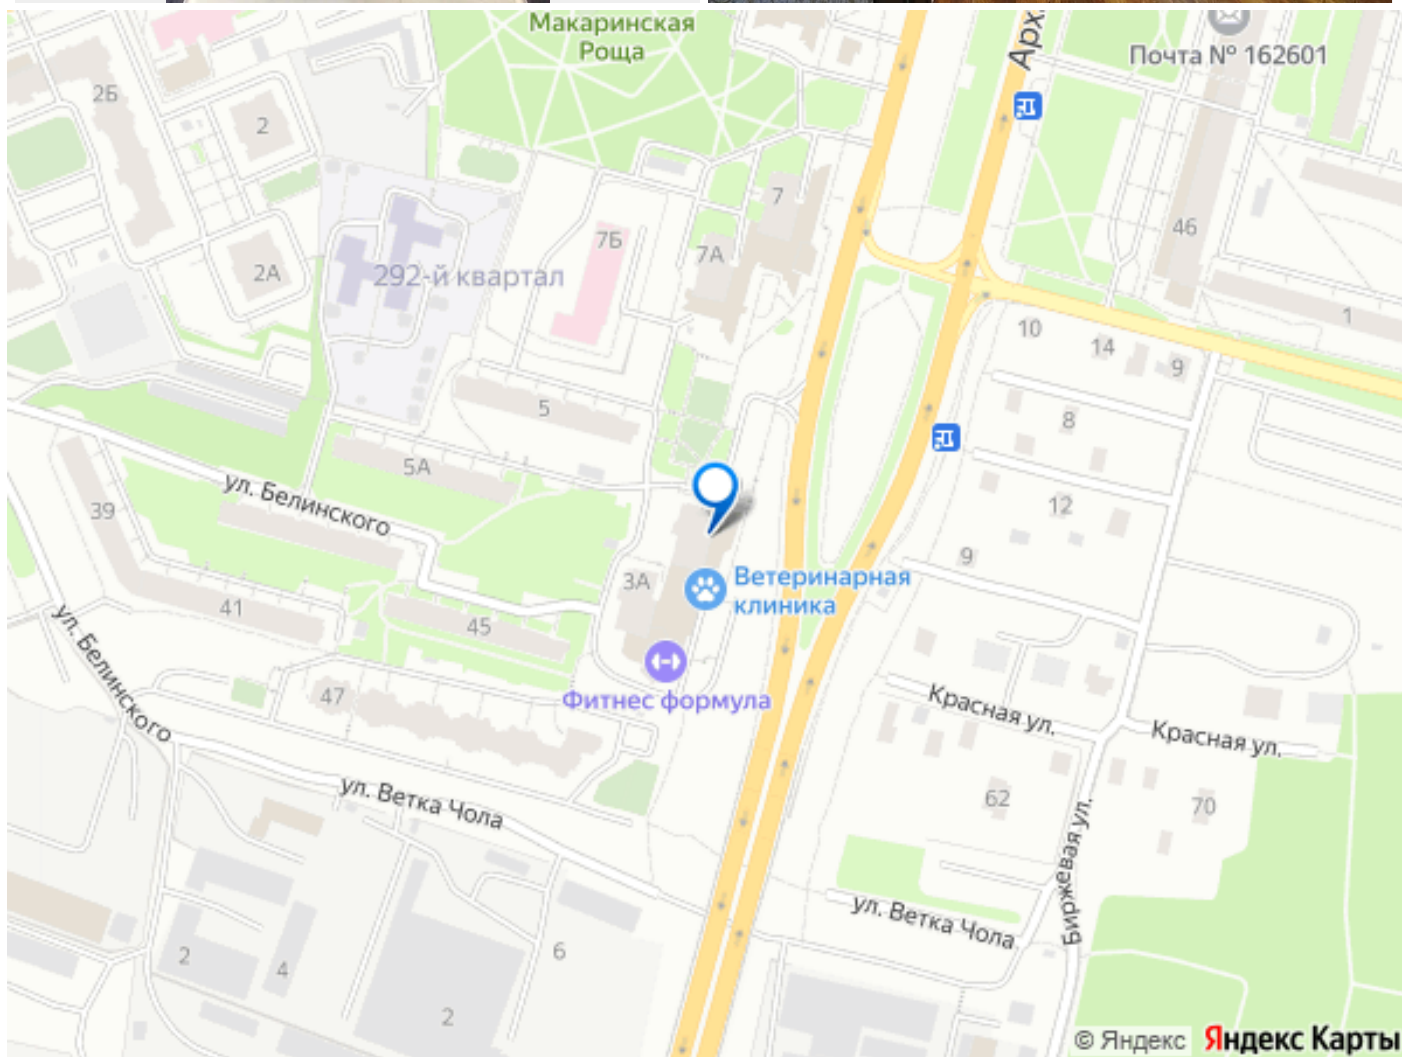 Макаринская
Роща
Арх.
Почта № 162601
2Б
2
7
7Б
7А
46
2А
292-й квартал
1
10
14
9
5
8
5А
ул. Белинского
39
12
9
3А
Ветеринарная
клиника
41
45
ул. Белинского
47
Фитнес формула
Красная ул.
Красная ул.
ул. Ветка Чола
62
70
Биржевая ул.
ул. Ветка Чола
2
4
6
2
© Яндекс Яндекс Карты